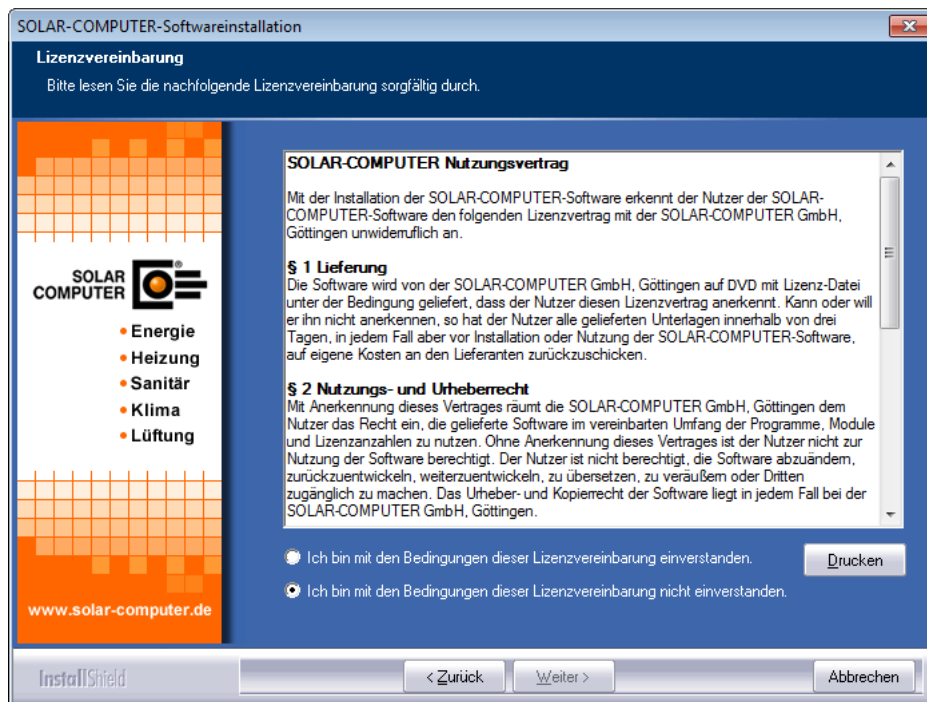 SOLAR-COMPUTER-Softwareinstallation
Lizenzvereinbarung
Bitte lesen Sie die nachfolgende Lizenzvereinbarung sorgfältig durch.
SOLAR
COMPUTER
®
• Energie
• Heizung
• Sanitär
• Klima
• Lüftung
www.solar-computer.de
SOLAR-COMPUTER Nutzungsvertrag
Mit der Installation der SOLAR-COMPUTER-Software erkennt der Nutzer der SOLAR-
COMPUTER-Software den folgenden Lizenzvertrag mit der SOLAR-COMPUTER GmbH,
Göttingen unwiderruflich an.
§ 1 Lieferung
Die Software wird von der SOLAR-COMPUTER GmbH, Göttingen auf DVD mit Lizenz-Datei
unter der Bedingung geliefert, dass der Nutzer diesen Lizenzvertrag anerkennt. Kann oder will
er ihn nicht anerkennen, so hat der Nutzer alle gelieferten Unterlagen innerhalb von drei
Tagen, in jedem Fall aber vor Installation oder Nutzung der SOLAR-COMPUTER-Software,
auf eigene Kosten an den Lieferanten zurückzuschicken.
§ 2 Nutzungs- und Urheberrecht
Mit Anerkennung dieses Vertrages räumt die SOLAR-COMPUTER GmbH, Göttingen dem
Nutzer das Recht ein, die gelieferte Software im vereinbarten Umfang der Programme, Module
und Lizenzanzahlen zu nutzen. Ohne Anerkennung dieses Vertrages ist der Nutzer nicht zur
Nutzung der Software berechtigt. Der Nutzer ist nicht berechtigt, die Software abzuändern,
zurückzuentwickeln, weiterzuentwickeln, zu übersetzen, zu veräußern oder Dritten
zugänglich zu machen. Das Urheber- und Kopierrecht der Software liegt in jedem Fall bei der
SOLAR-COMPUTER GmbH, Göttingen.
Ich bin mit den Bedingungen dieser Lizenzvereinbarung einverstanden.
Drucken
Ich bin mit den Bedingungen dieser Lizenzvereinbarung nicht einverstanden.
InstallShield
< Zurück
Weiter >
Abbrechen